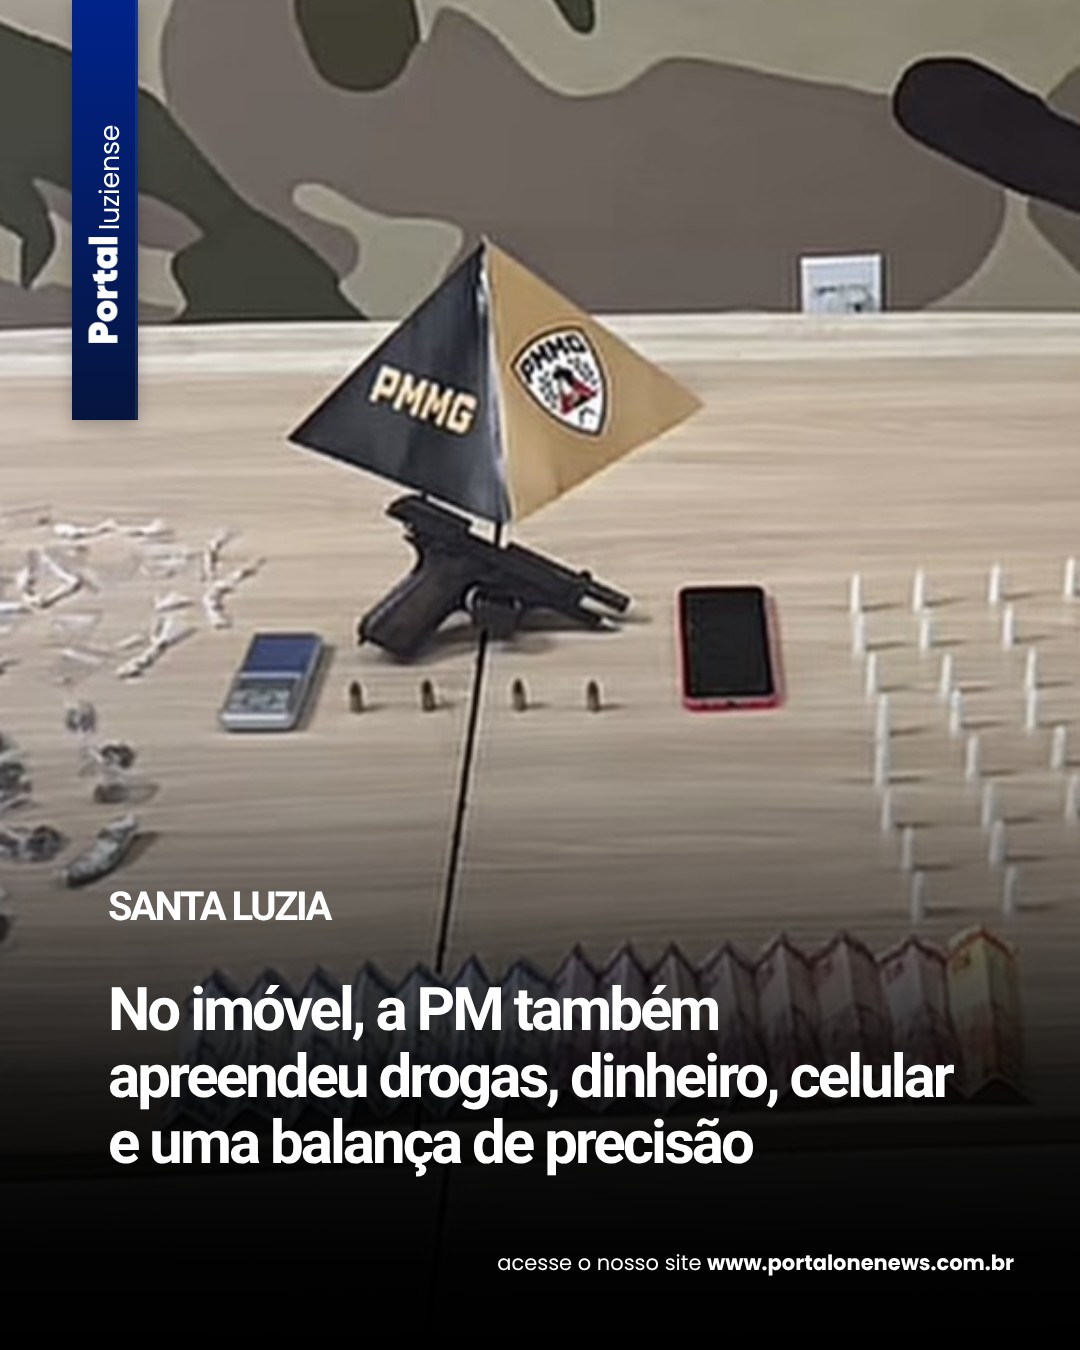 Portal luziense
PMMG
PMMG
SANTA LUZIA
No imóvel, a PM também
apreendeu drogas, dinheiro, celular
e uma balança de precisão
acesse o nosso site www.portalonenews.com.br